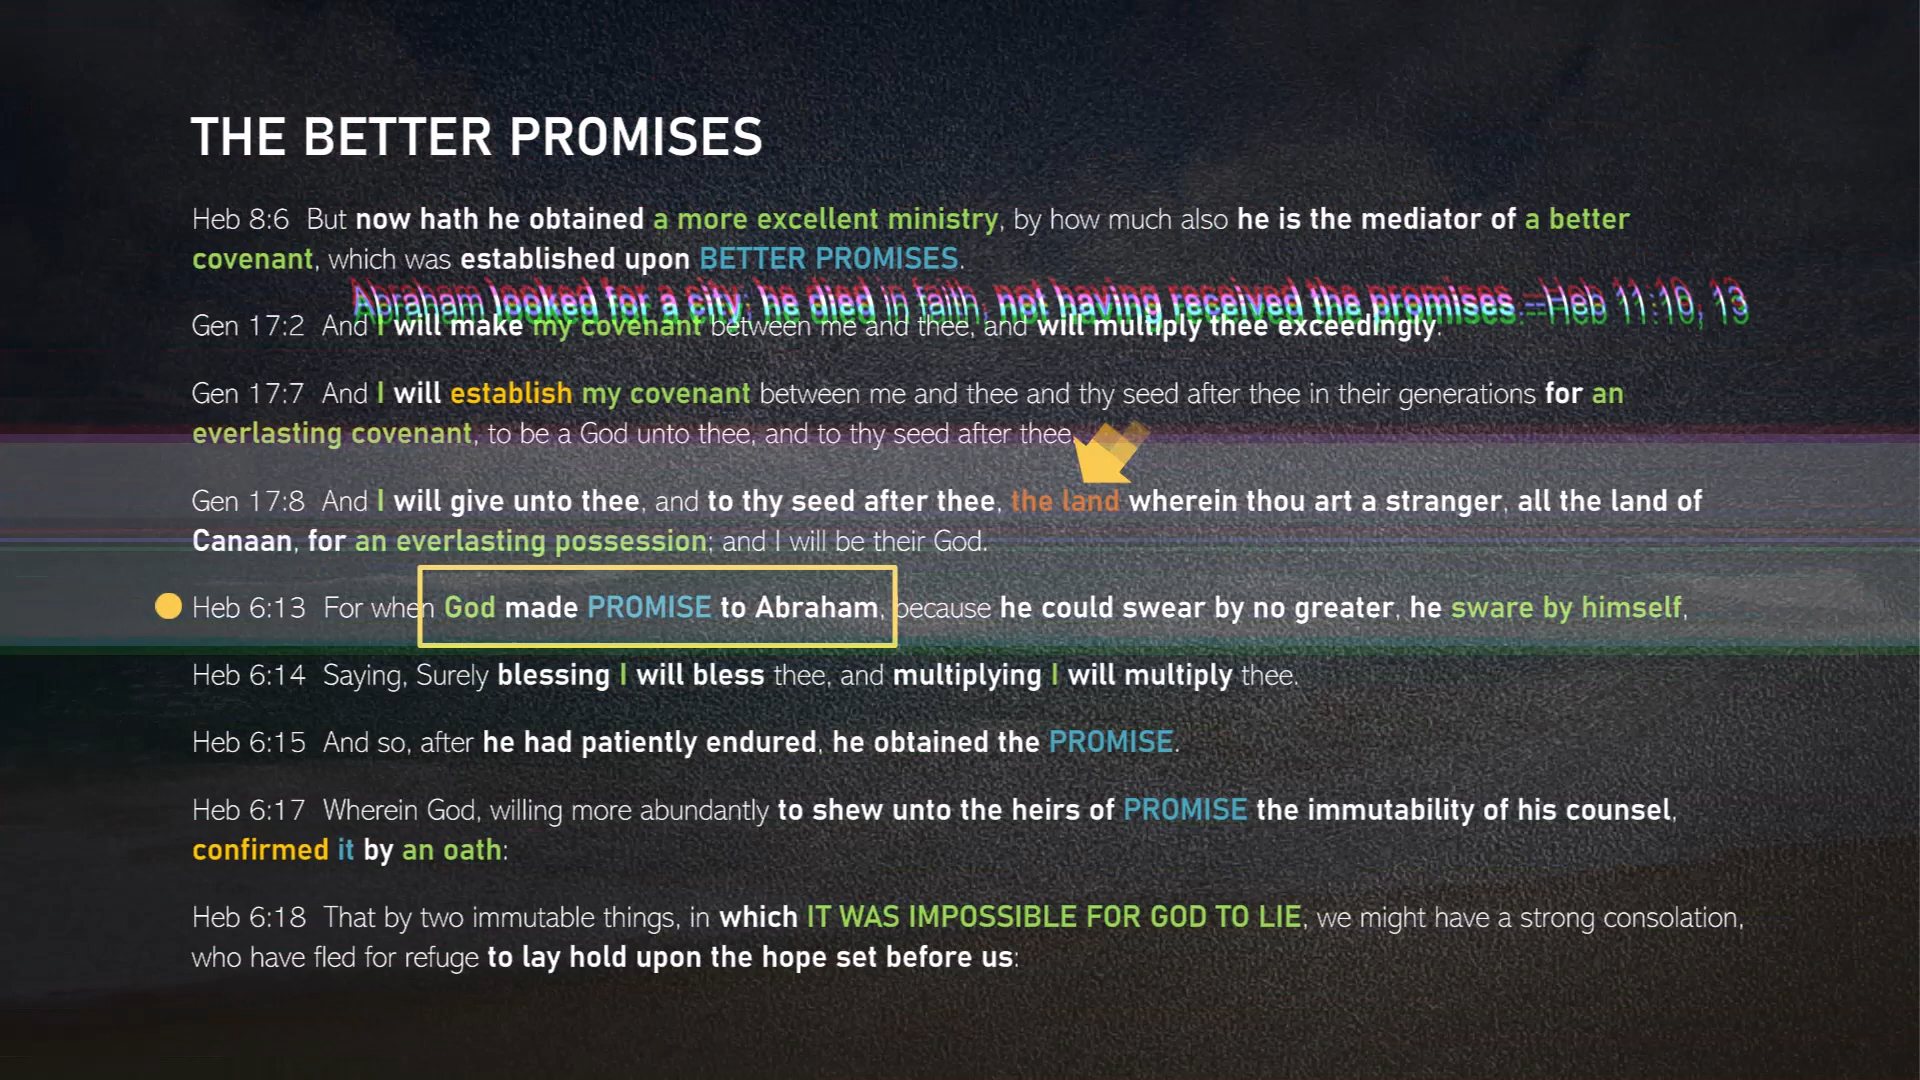 THE BETTER PROMISES
Heb 8:6 But now hath he obtained a more excellent ministry, by how much also he is the mediator of a better
covenant, which was established upon BETTER PROMISES.
Abraham looked for a city; he died in faith, not having received the promises.--Heb 11:10, 13
Gen 17:2 And I will make my covenant between me and thee, and will multiply thee exceedingly.
Gen 17:7 And I will establish my covenant between me and thee and thy seed after thee in their generations for an
everlasting covenant, to be a God unto thee, and to thy seed after thee.
Gen 17:8 And I will give unto thee, and to thy seed after thee, the land wherein thou art a stranger, all the land of
Canaan, for an everlasting possession; and I will be their God.
Heb 6:13 For when God made PROMISE to Abraham, because he could swear by no greater, he sware by himself,
Heb 6:14 Saying, Surely blessing I will bless thee, and multiplying I will multiply thee.
Heb 6:15 And so, after he had patiently endured, he obtained the PROMISE.
Heb 6:17 Wherein God, willing more abundantly to shew unto the heirs of PROMISE the immutability of his counsel,
confirmed it by an oath:
Heb 6:18 That by two immutable things, in which IT WAS IMPOSSIBLE FOR GOD TO LIE, we might have a strong consolation,
who have fled for refuge to lay hold upon the hope set before us: